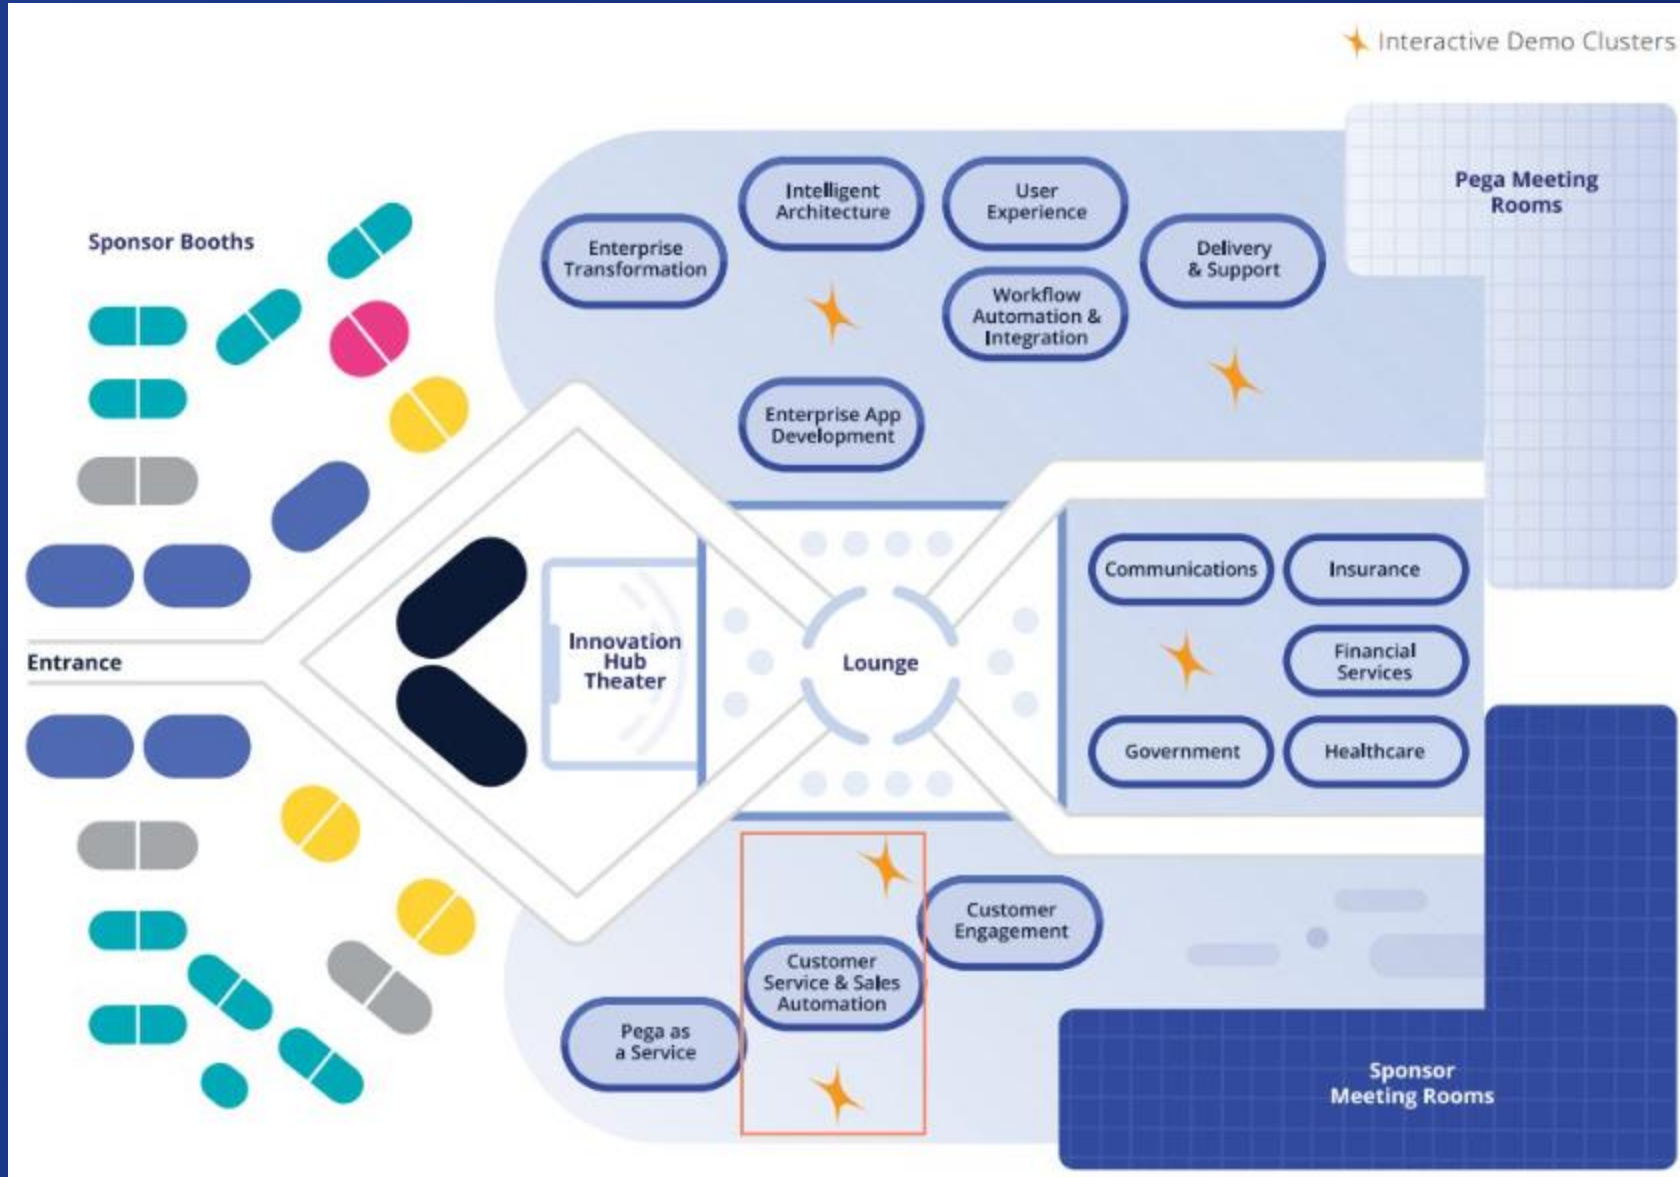 Interactive Demo Clusters
Pega Meeting
Rooms
Sponsor Booths
Intelligent
Architecture
User
Experience
Enterprise
Transformation
Delivery
& Support
Workflow
Automation &
Integration
Enterprise App
Development
Communications
Insurance
Entrance
Innovation
Hub
Theater
Lounge
Financial
Services
Government
Healthcare
Customer
Engagement
Customer
Service & Sales
Automation
Pega as
a Service
Sponsor
Meeting Rooms